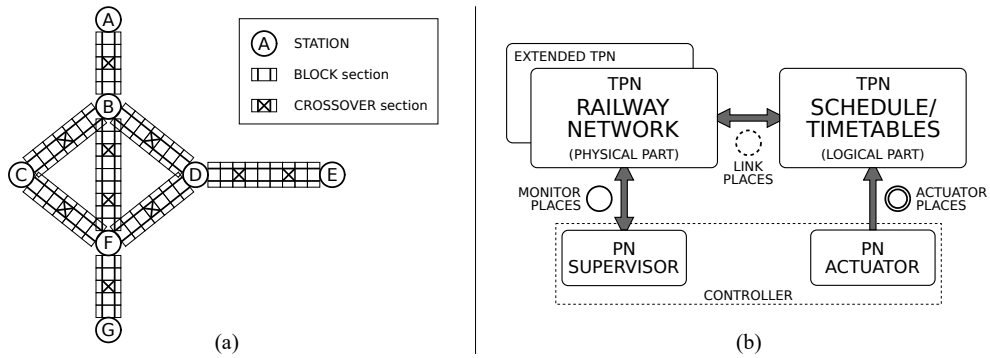 A
B
C
D
E
F
G
A STATION
BLOCK section
CROSSOVER section
(a)
EXTENDED TPN
TPN
RAILWAY
NETWORK
(PHYSICAL PART)
TPN
SCHEDULE/
TIMETABLES
(LOGICAL PART)
LINK
PLACES
MONITOR
PLACES
ACTUATOR
PLACES
PN
SUPERVISOR
PN
ACTUATOR
CONTROLLER
(b)